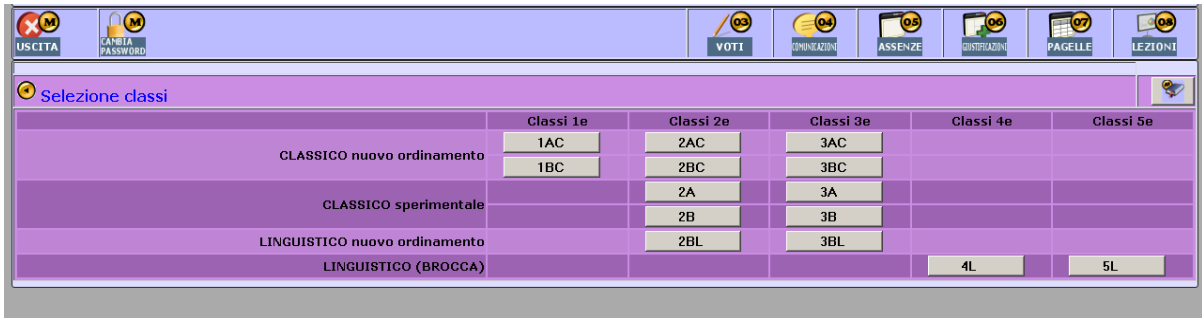 M M 03 04 05 06 07 08
USCITA CAMBIA PASSWORD VOTI COMUNICAZIONI ASSENZE GIUSTIFICAZIONI PAGELLE LEZIONI
Selezione classi
Classi 1e Classi 2e Classi 3e Classi 4e Classi 5e
CLASSICO nuovo ordinamento 1AC 2AC 3AC
1BC 2BC 3BC
CLASSICO sperimentale 2A 3A
2B 3B
LINGUISTICO nuovo ordinamento 2BL 3BL
LINGUISTICO (BROCCA) 4L 5L